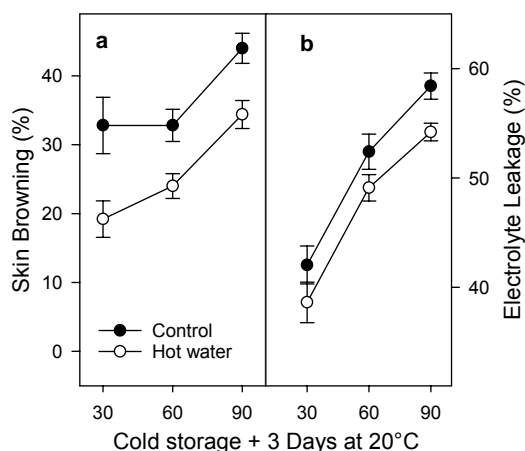 a
b
Skin Browning (%)
40
30
20
10
0
Control
Hot water
60
50
40
Electrolyte Leakage (%)
30 60 90 30 60 90
Cold storage + 3 Days at 20°C